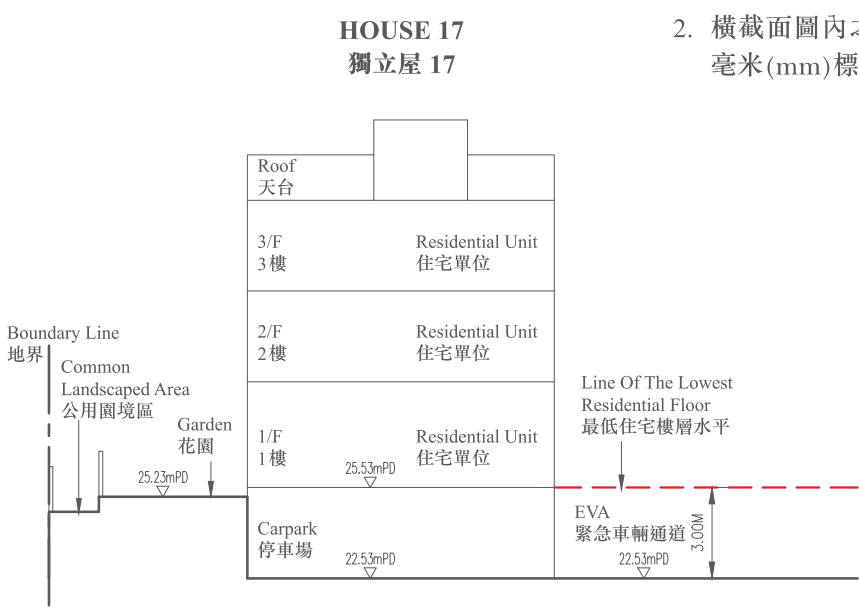 HOUSE 17
獨立屋 17
2. 橫截面圖內
毫米(mm)標
Roof
天台
3/F
3樓
Residential Unit
住宅單位
2/F
2樓
Residential Unit
住宅單位
Boundary Line
地界
Common
Landscaped Area
公用園境區
Garden
花園
25.23mPD
1/F
1樓
Residential Unit
住宅單位
25.53mPD
Line Of The Lowest
Residential Floor
最低住宅樓層水平
Carpark
停車場
22.53mPD
EVA
緊急車輛通道
22.53mPD
3.00M